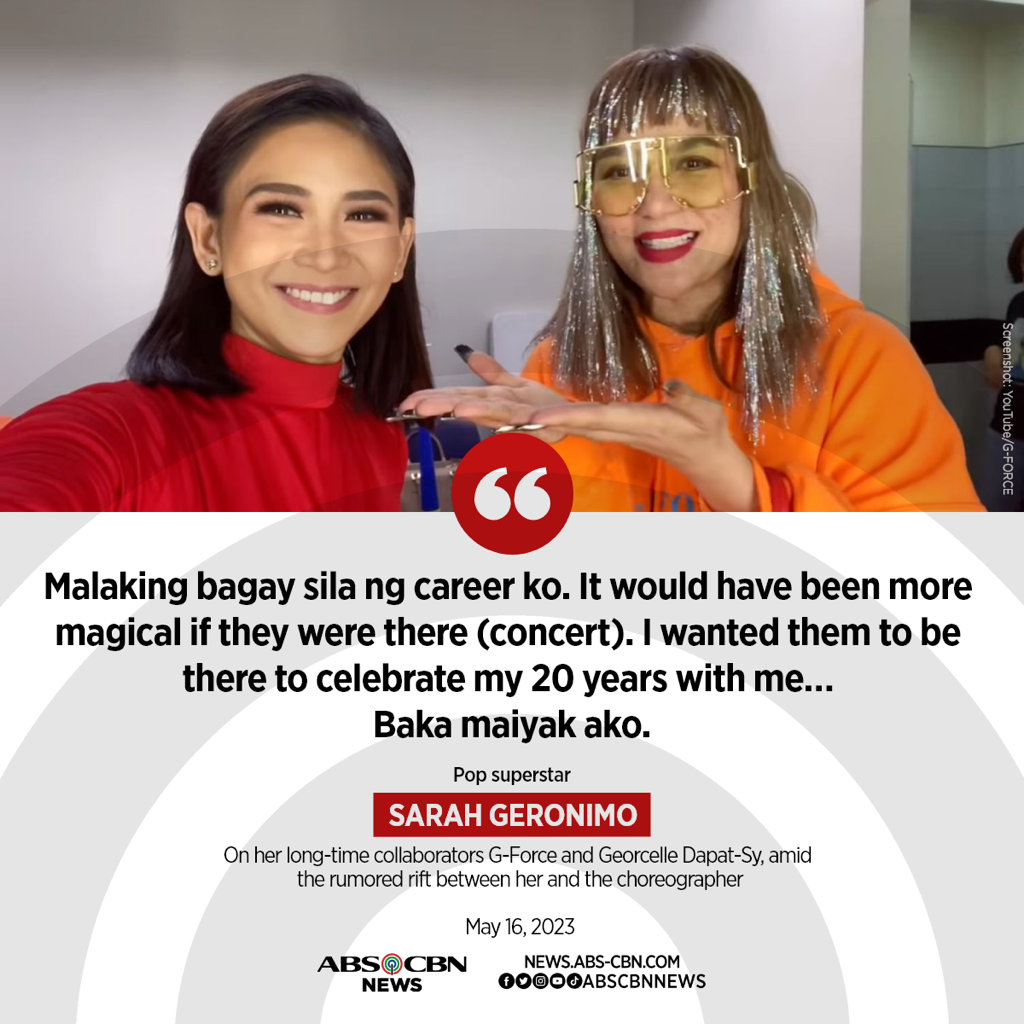 Screenshot: YouTube/G-FORCE
Malaking bagay sila ng career ko. It would have been more
magical if they were there (concert). I wanted them to be
there to celebrate my 20 years with me...
Baka maiyak ako.
Pop superstar
SARAH GERONIMO
On her long-time collaborators G-Force and Georcelle Dapat-Sy, amid
the rumored rift between her and the choreographer
May 16, 2023
ABS CBN
NEWS
NEWS.ABS-CBN.COM
ABSCBNNEWS